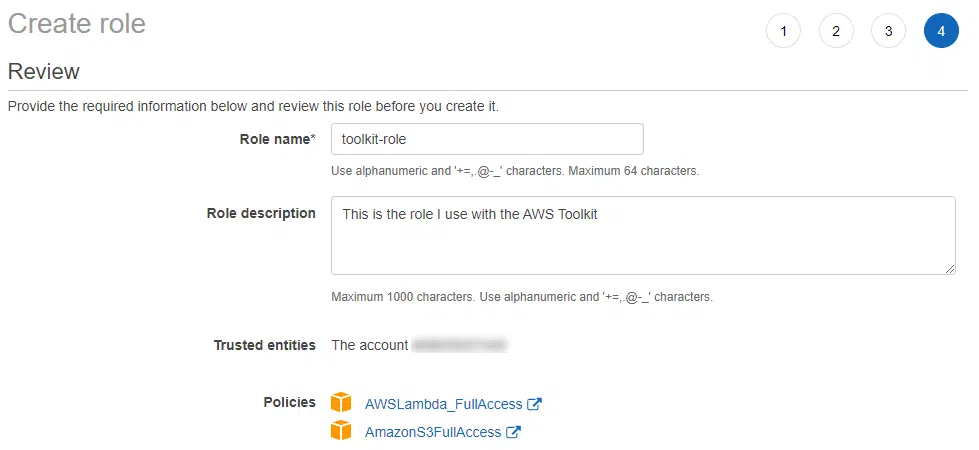 Create role
1 2 3 4
Review
Provide the required information below and review this role before you create it.
Role name* toolkit-role
Use alphanumeric and '+=,.@-_' characters. Maximum 64 characters.
Role description This is the role I use with the AWS Toolkit
Maximum 1000 characters. Use alphanumeric and '+=,.@-_' characters.
Trusted entities The account
Policies AWSLambda_FullAccess
AmazonS3FullAccess